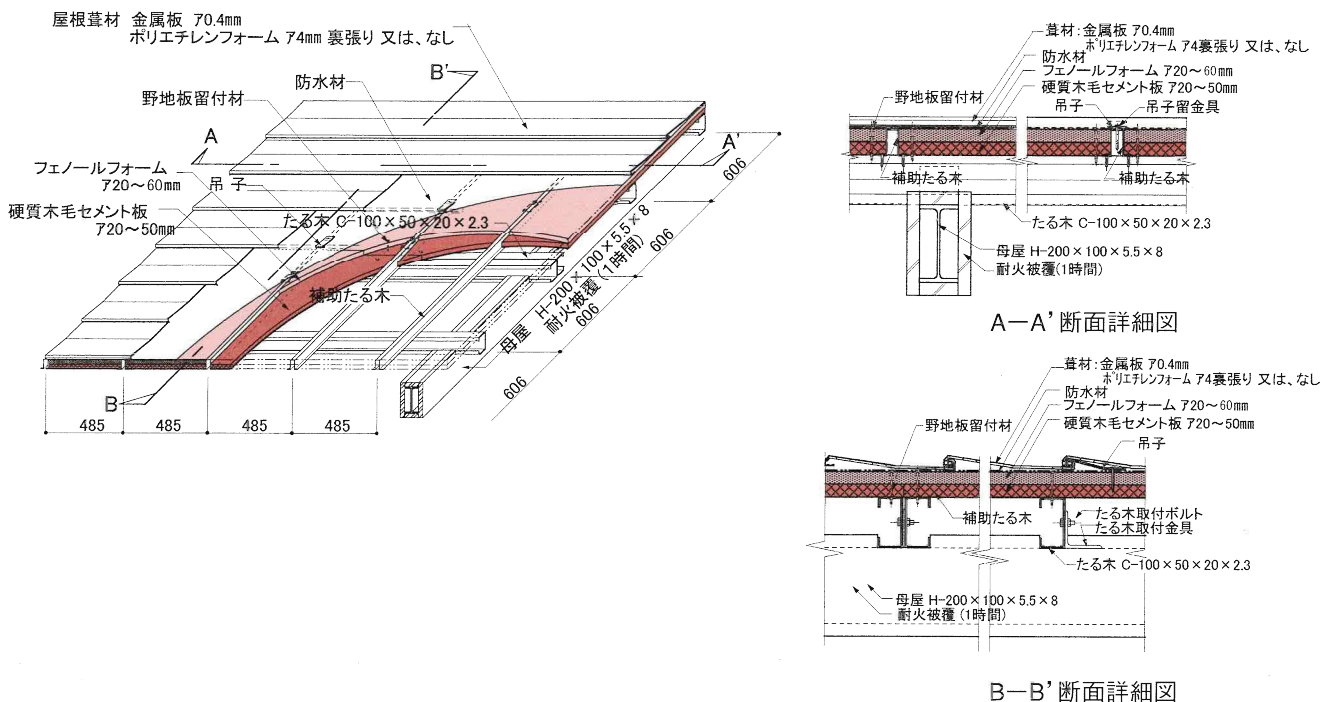 屋根葺材 金属板 ア0.4mm
ポリエチレンフォーム ア4mm 裏張り 又は、なし
B'
防水材
野地板留付材
A
A'
フェノールフォーム
ア20～60mm
吊子
硬質木毛セメント板
ア20～50mm
たる木 C-100×50×20×2.3
補助たる木
母屋 H-200×100×5.5×8
耐火被覆(1時間)
606
606
606
606
B
485
485
485
485
葺材:金属板 ア0.4mm
ポリエチレンフォーム ア4裏張り 又は、なし
防水材
フェノールフォーム ア20～60mm
硬質木毛セメント板 ア20～50mm
野地板留付材
吊子
吊子留金具
補助たる木
補助たる木
たる木 C-100×50×20×2.3
母屋 H-200×100×5.5×8
耐火被覆(1時間)
A-A'断面詳細図
葺材:金属板 ア0.4mm
ポリエチレンフォーム ア4裏張り 又は、なし
防水材
フェノールフォーム ア20～60mm
硬質木毛セメント板 ア20～50mm
野地板留付材
吊子
補助たる木
たる木取付ボルト
たる木取付金具
たる木 C-100×50×20×2.3
母屋 H-200×100×5.5×8
耐火被覆(1時間)
B-B'断面詳細図